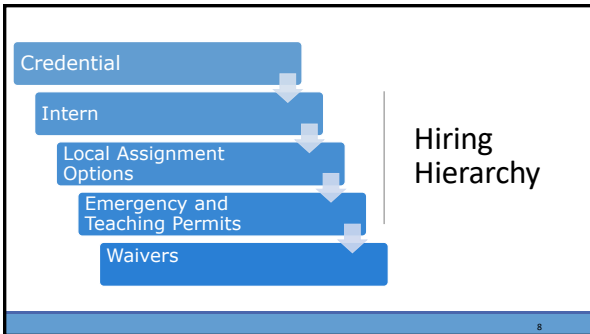 Credential
Intern
Local Assignment
Options
Emergency and
Teaching Permits
Waivers
Hiring
Hierarchy
8